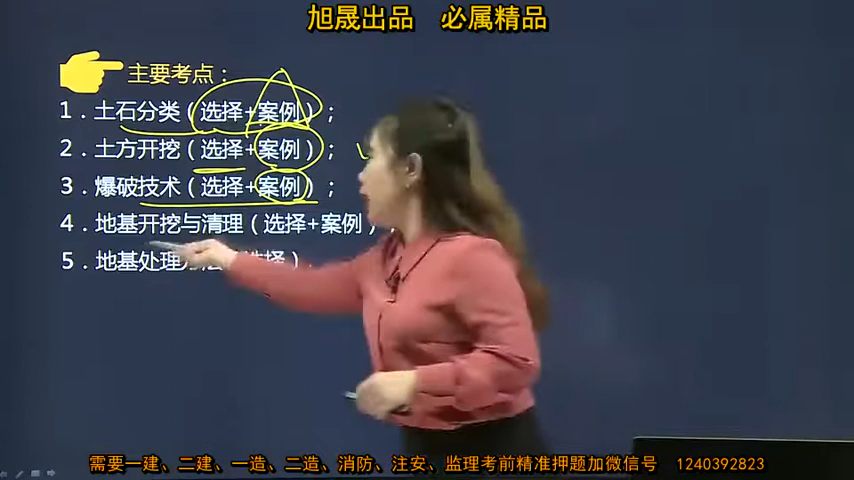 旭晟出品 必属精品
主要考点：
1．土石分类（选择+案例）；
2．土方开挖（选择+案例）；
3．爆破技术（选择+案例）；
4．地基开挖与清理（选择+案例）
5．地基处理方法（选择）．
需要一建、二建、一造、二造、消防、注安、监理考前精准押题加微信号 1240392823